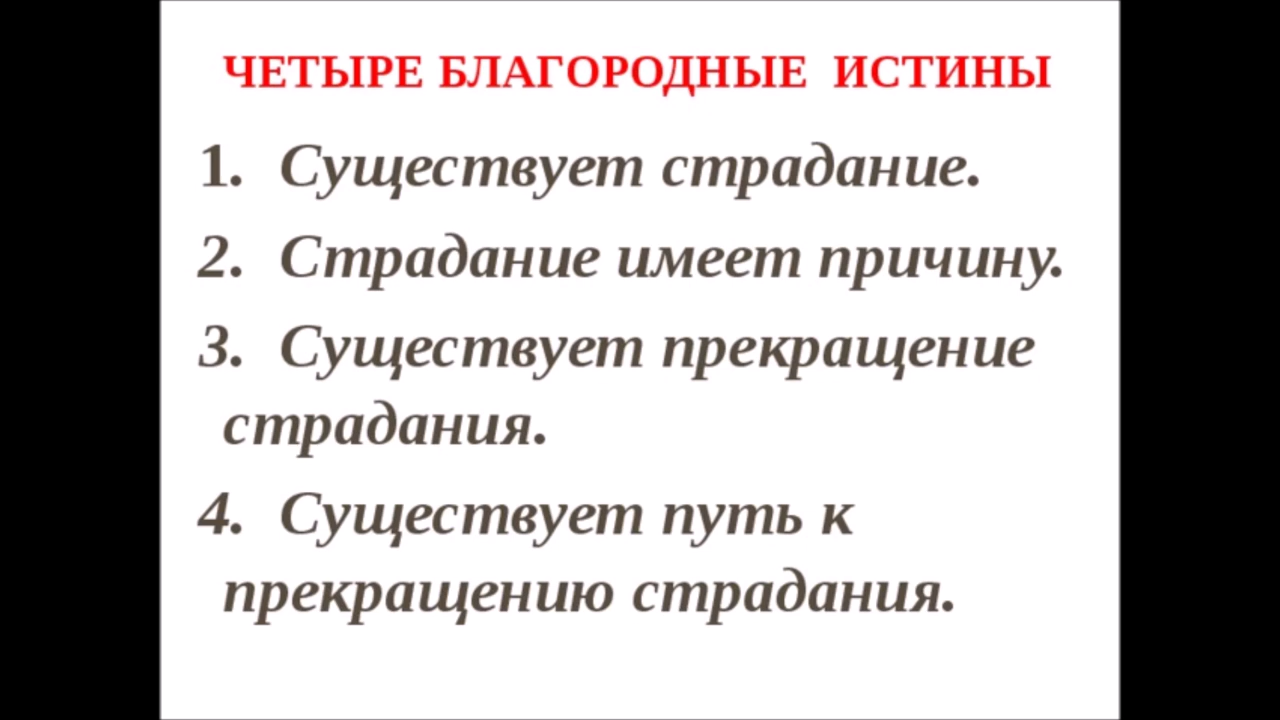 ЧЕТЫРЕ БЛАГОРОДНЫЕ ИСТИНЫ
1. Существует страдание.
2. Страдание имеет причину.
3. Существует прекращение
страдания.
4. Существует путь к
прекращению страдания.